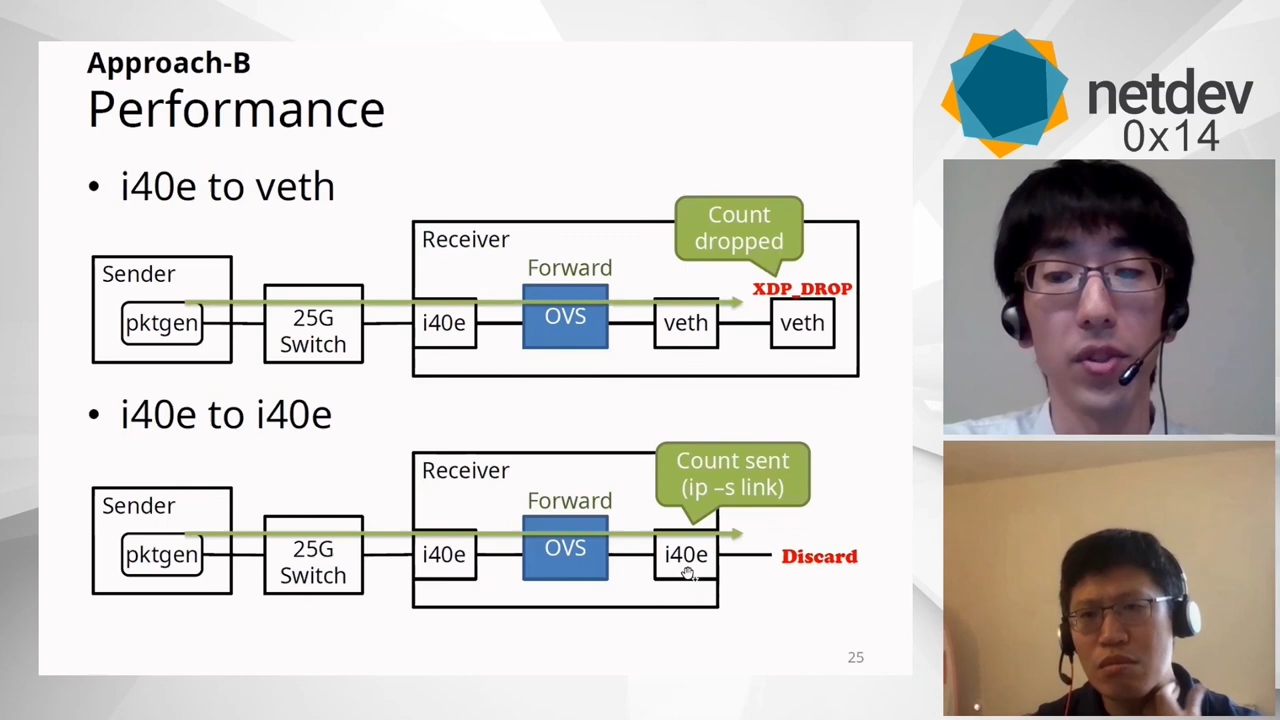 Approach-B
Performance
• i40e to veth
Count
dropped
Receiver
Forward
Sender
XDP_DROP
pktgen
25G
Switch
i40e
OVS
veth
veth
• i40e to i40e
Count sent
(ip –s link)
Receiver
Forward
Sender
pktgen
25G
Switch
i40e
OVS
i40e
Discard
25
netdev
0x14